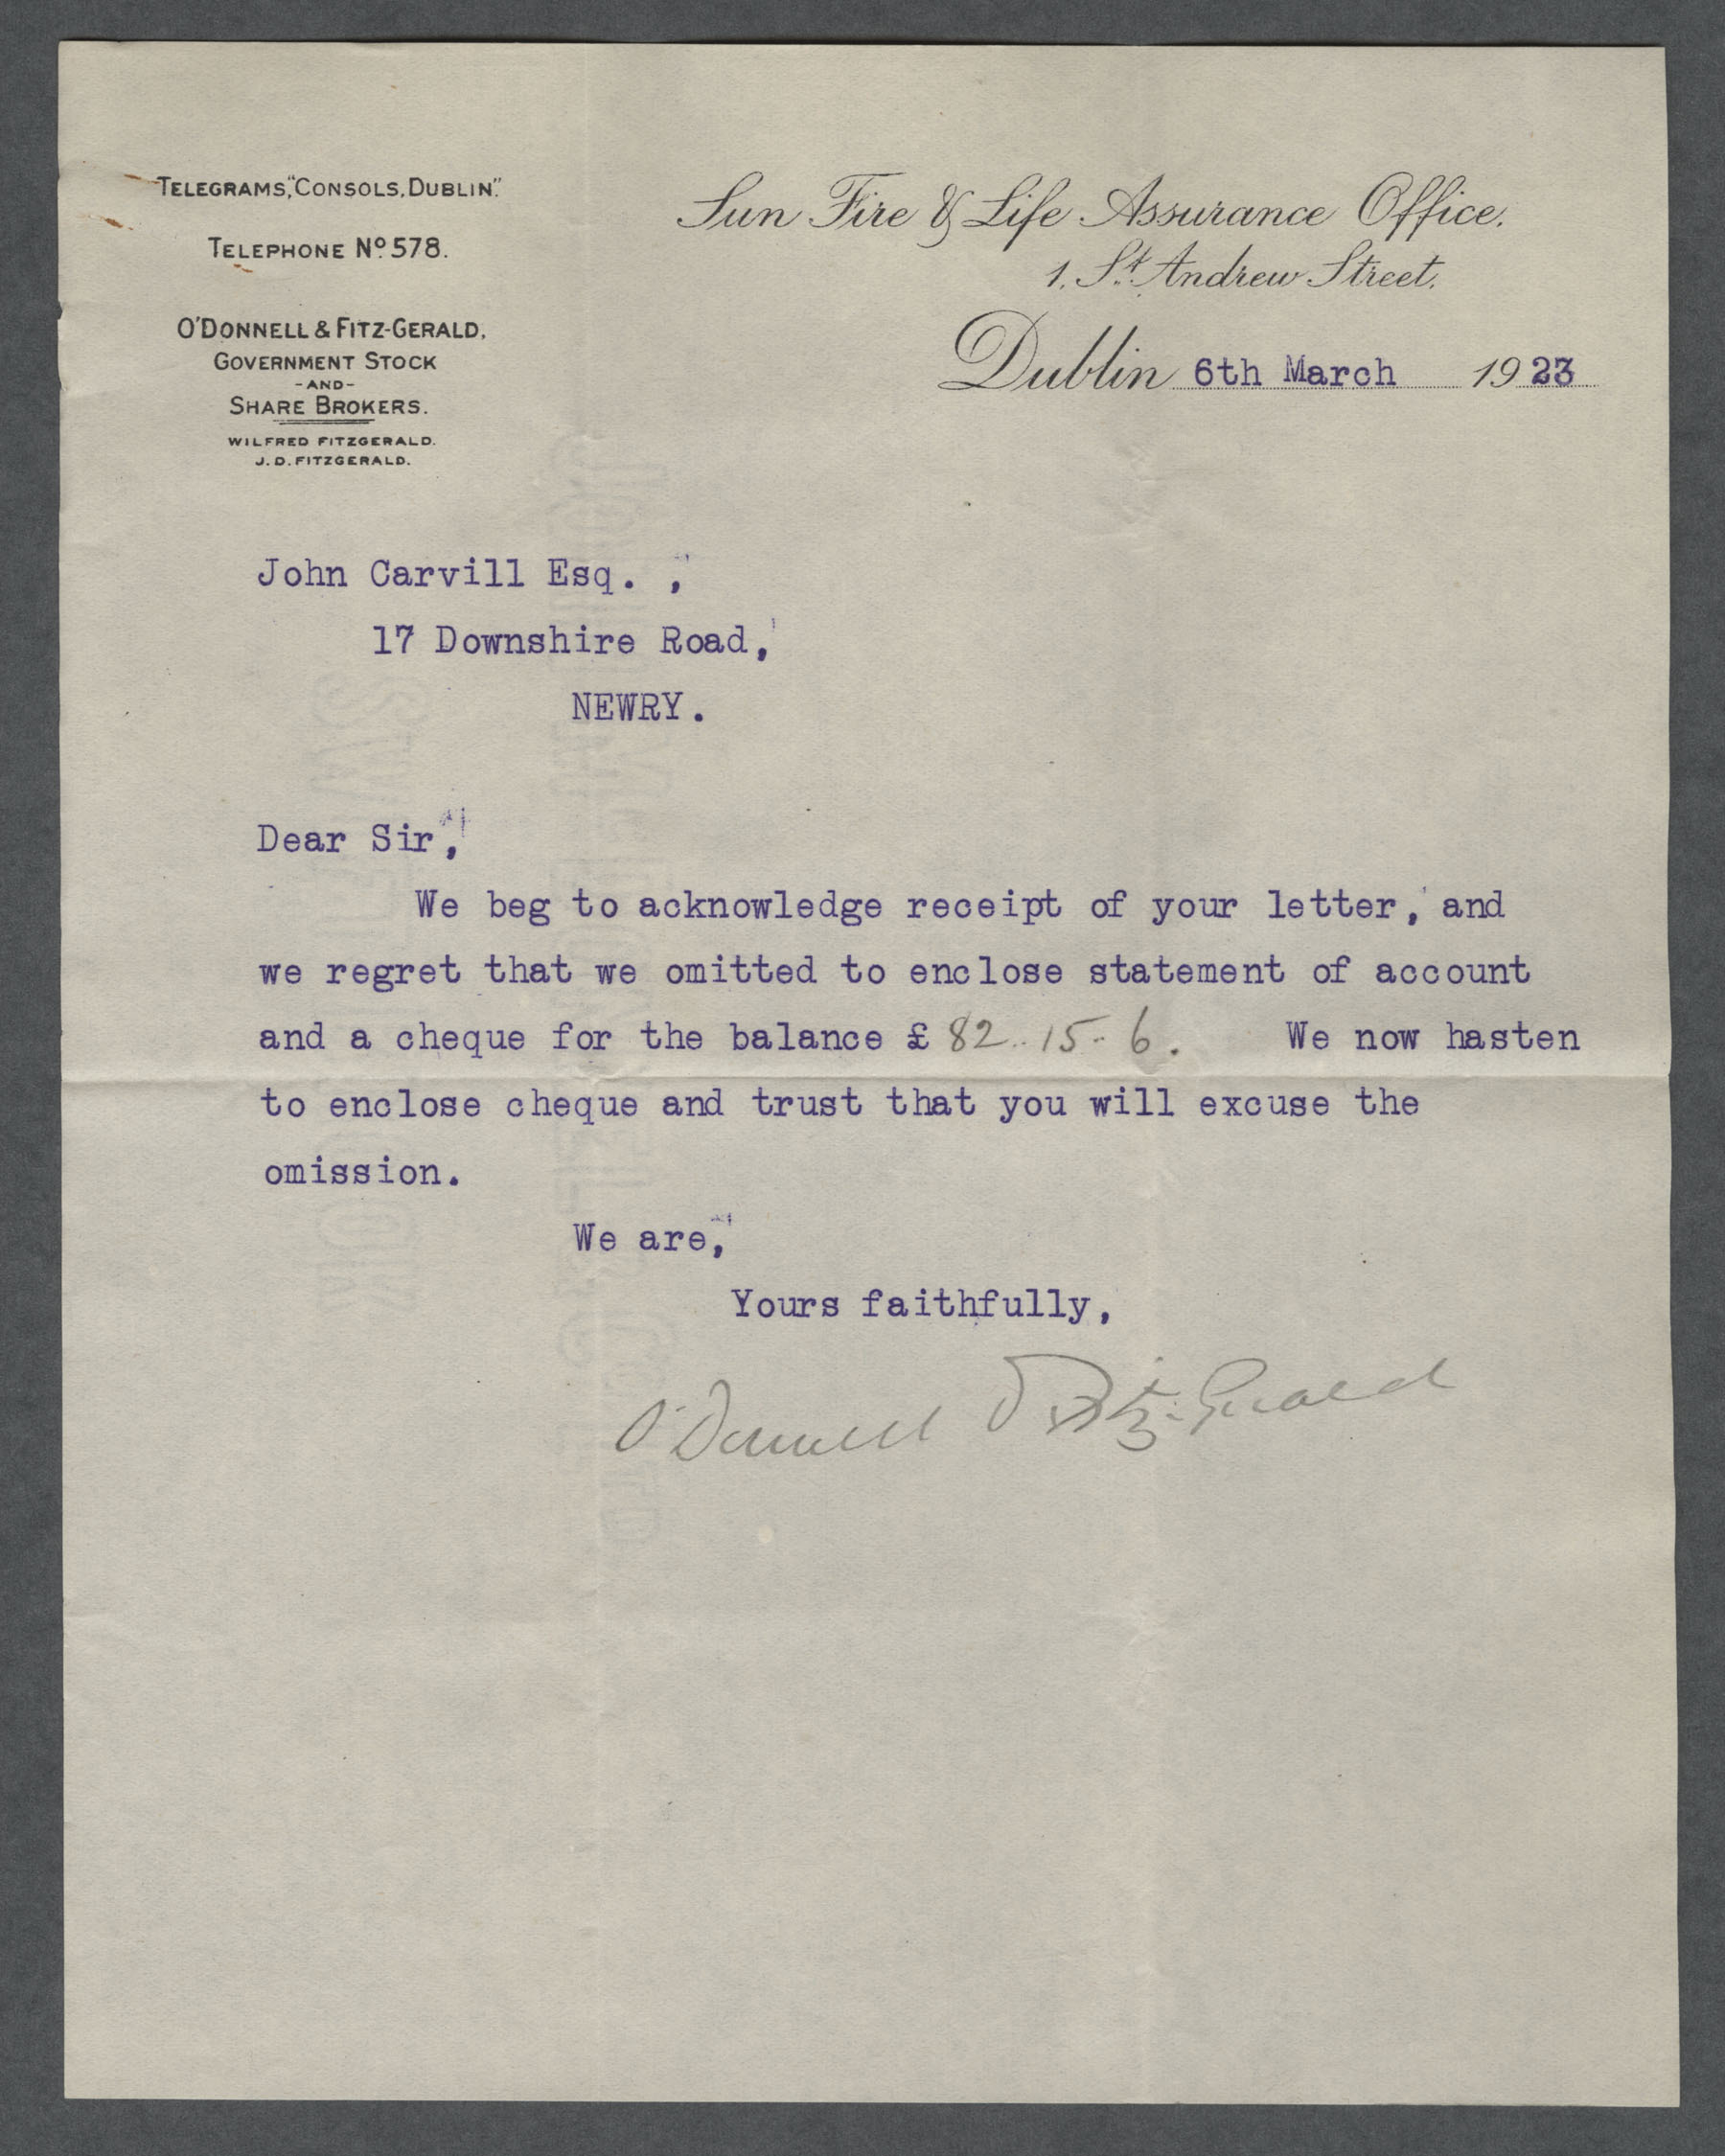 TELEGRAMS, "CONSOLS, DUBLIN".
TELEPHONE Nº 578.
O'DONNELL & FITZ-GERALD,
GOVERNMENT STOCK
-AND-
SHARE BROKERS.
WILFRED FITZGERALD.
J. D. FITZGERALD.
Sun Fire & Life Assurance Office.
1. St. Andrew Street.
Dublin 6th March 1923
John Carvill Esq. ,
17 Downshire Road,
NEWRY.
Dear Sir,
We beg to acknowledge receipt of your letter, and
we regret that we omitted to enclose statement of account
and a cheque for the balance £ 82..15.. 6. We now hasten
to enclose cheque and trust that you will excuse the
omission.
We are,
Yours faithfully,
O'Donnell & Fitz-Gerald